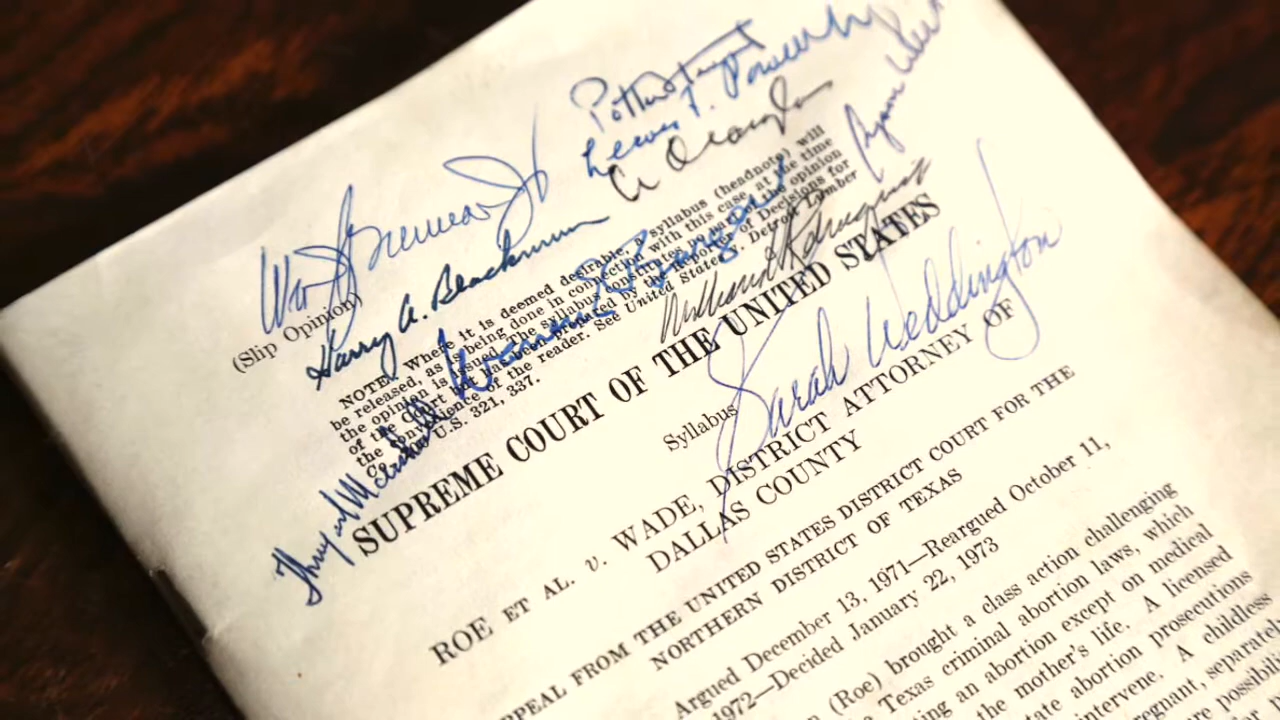 Potter Stewart
Lewis F. Powell Jr
Byron White
Wm J Brennan Jr
Harry A. Blackmun
Warren E Burger
William H Rehnquist
Thurgood Marshall
Sarah Weddington
(Slip Opinion)
NOTE: Where it is deemed desirable, a syllabus (headnote) will
be released, as is being done in connection with this case, at the time
the opinion is issued. The syllabus constitutes no part of the opinion
of the Court but has been prepared by the Reporter of Decisions for
the convenience of the reader. See United States v. Detroit Lumber
Co., U.S. 321, 337.
SUPREME COURT OF THE UNITED STATES
Syllabus
ROE ET AL. v. WADE, DISTRICT ATTORNEY OF
DALLAS COUNTY
APPEAL FROM THE UNITED STATES DISTRICT COURT FOR THE
NORTHERN DISTRICT OF TEXAS
Argued December 13, 1971—Reargued October 11,
1972—Decided January 22, 1973
(Roe) brought a class action challenging
Texas criminal abortion laws, which
an abortion except on medical
the mother's life. A licensed
state abortion prosecutions
intervene. A childless
separately